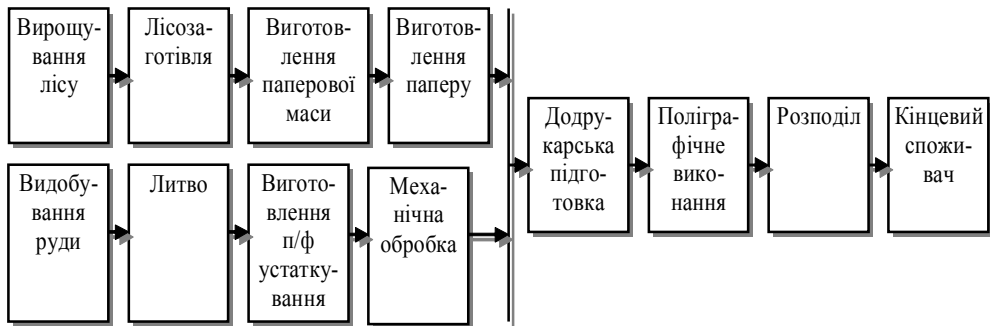 Вирощу-
вання
лісу
Лісоза-
готівля
Виготов-
лення
паперової
маси
Виготов-
лення
паперу
Видобу-
вання
руди
Литво
Вигото-
влення
п/ф
устатку-
вання
Меха-
нічна
обробка
Додру-
карська
підго-
товка
Полігра-
фічне
вико-
нання
Розподіл
Кінцевий
спожи-
вач